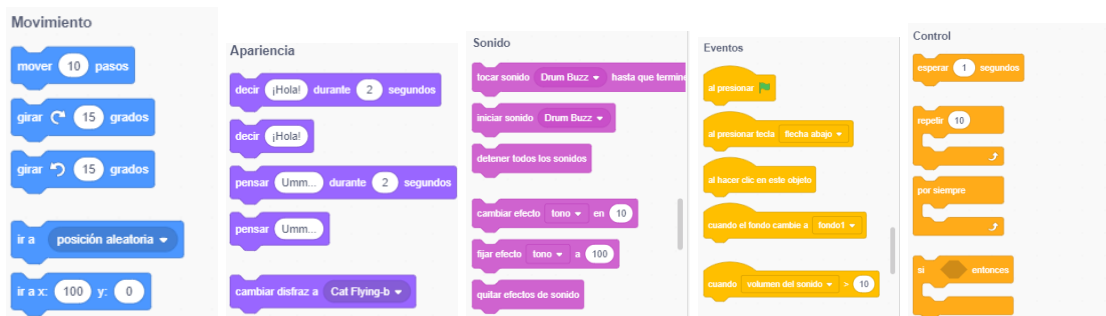 Movimiento
mover 10 pasos
girar 15 grados
girar 15 grados
ir a posición aleatoria
ir a x: 100 y: 0
Apariencia
decir ¡Hola! durante 2 segundos
decir ¡Hola!
pensar Umm... durante 2 segundos
pensar Umm...
cambiar disfraz a Cat Flying-b
Sonido
tocar sonido Drum Buzz hasta que termine
iniciar sonido Drum Buzz
detener todos los sonidos
cambiar efecto tono en 10
fijar efecto tono a 100
quitar efectos de sonido
Eventos
al presionar
al presionar tecla flecha abajo
al hacer clic en este objeto
cuando el fondo cambie a fondo1
cuando volumen del sonido > 10
Control
esperar 1 segundos
repetir 10
por siempre
si entonces